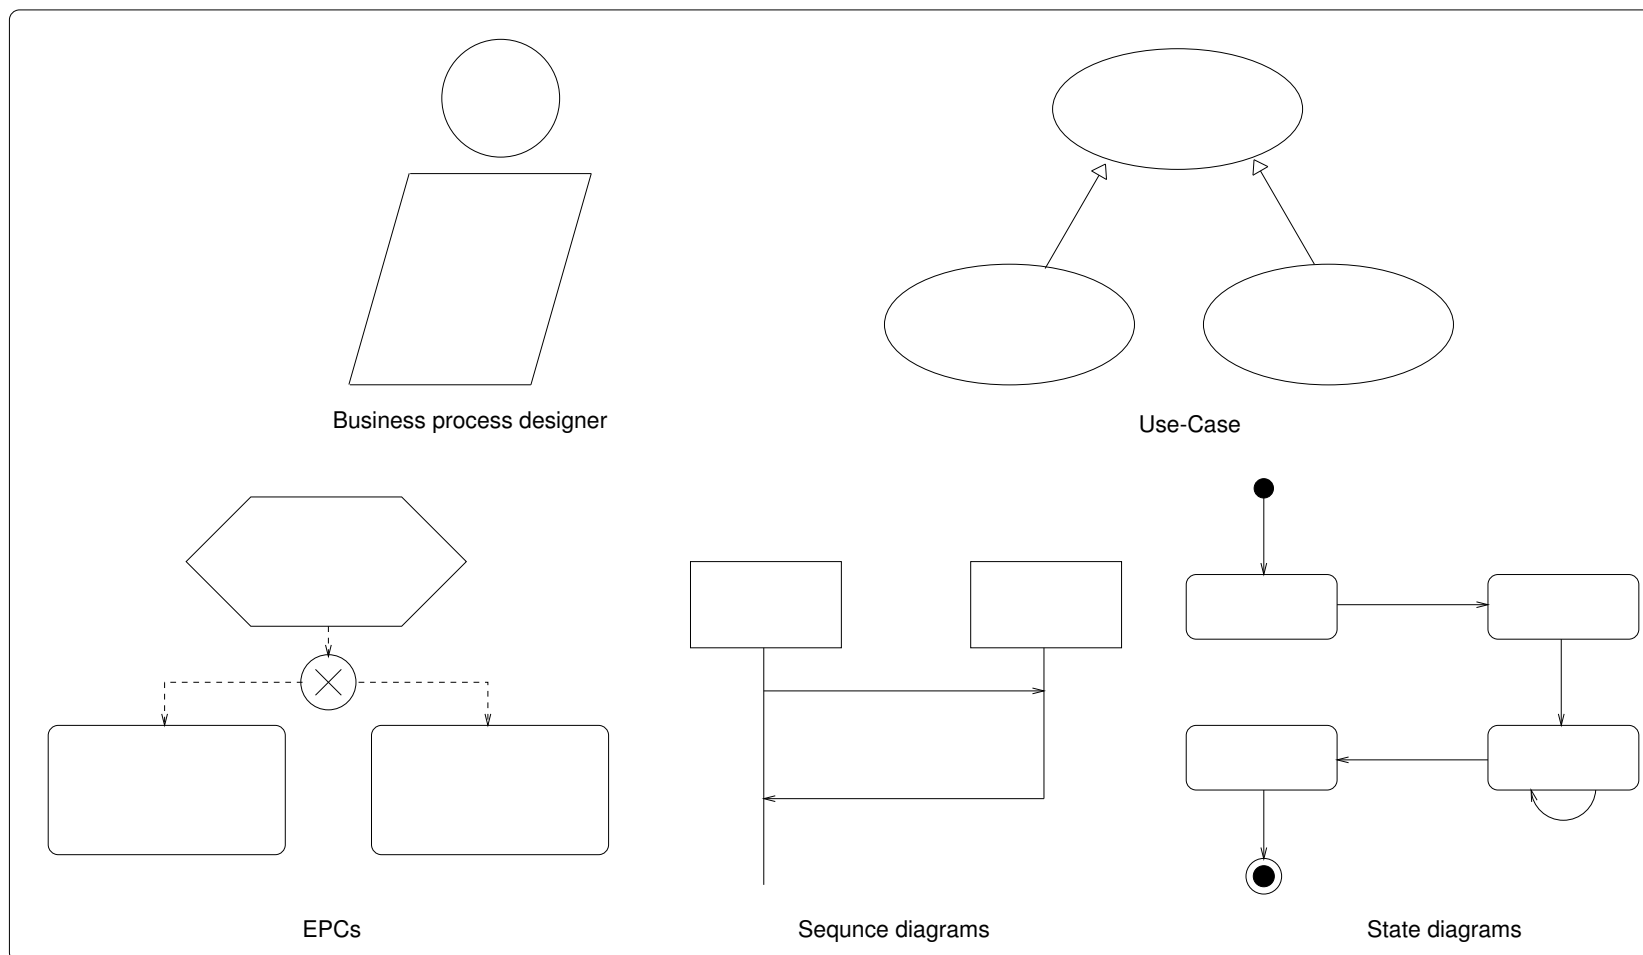 Business process designer
Use-Case
EPCs
Sequnce diagrams
State diagrams